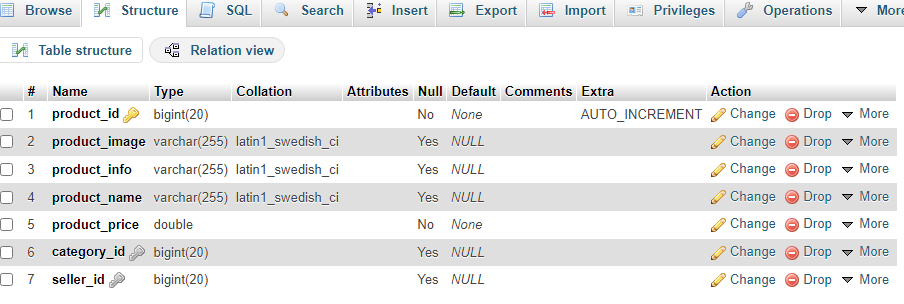 Browse Structure SQL Search Insert Export Import Privileges Operations More
Table structure Relation view
# Name Type Collation Attributes Null Default Comments Extra Action
1 product_id bigint(20) No None AUTO_INCREMENT Change Drop More
2 product_image varchar(255) latin1_swedish_ci Yes NULL Change Drop More
3 product_info varchar(255) latin1_swedish_ci Yes NULL Change Drop More
4 product_name varchar(255) latin1_swedish_ci Yes NULL Change Drop More
5 product_price double No None Change Drop More
6 category_id bigint(20) Yes NULL Change Drop More
7 seller_id bigint(20) Yes NULL Change Drop More